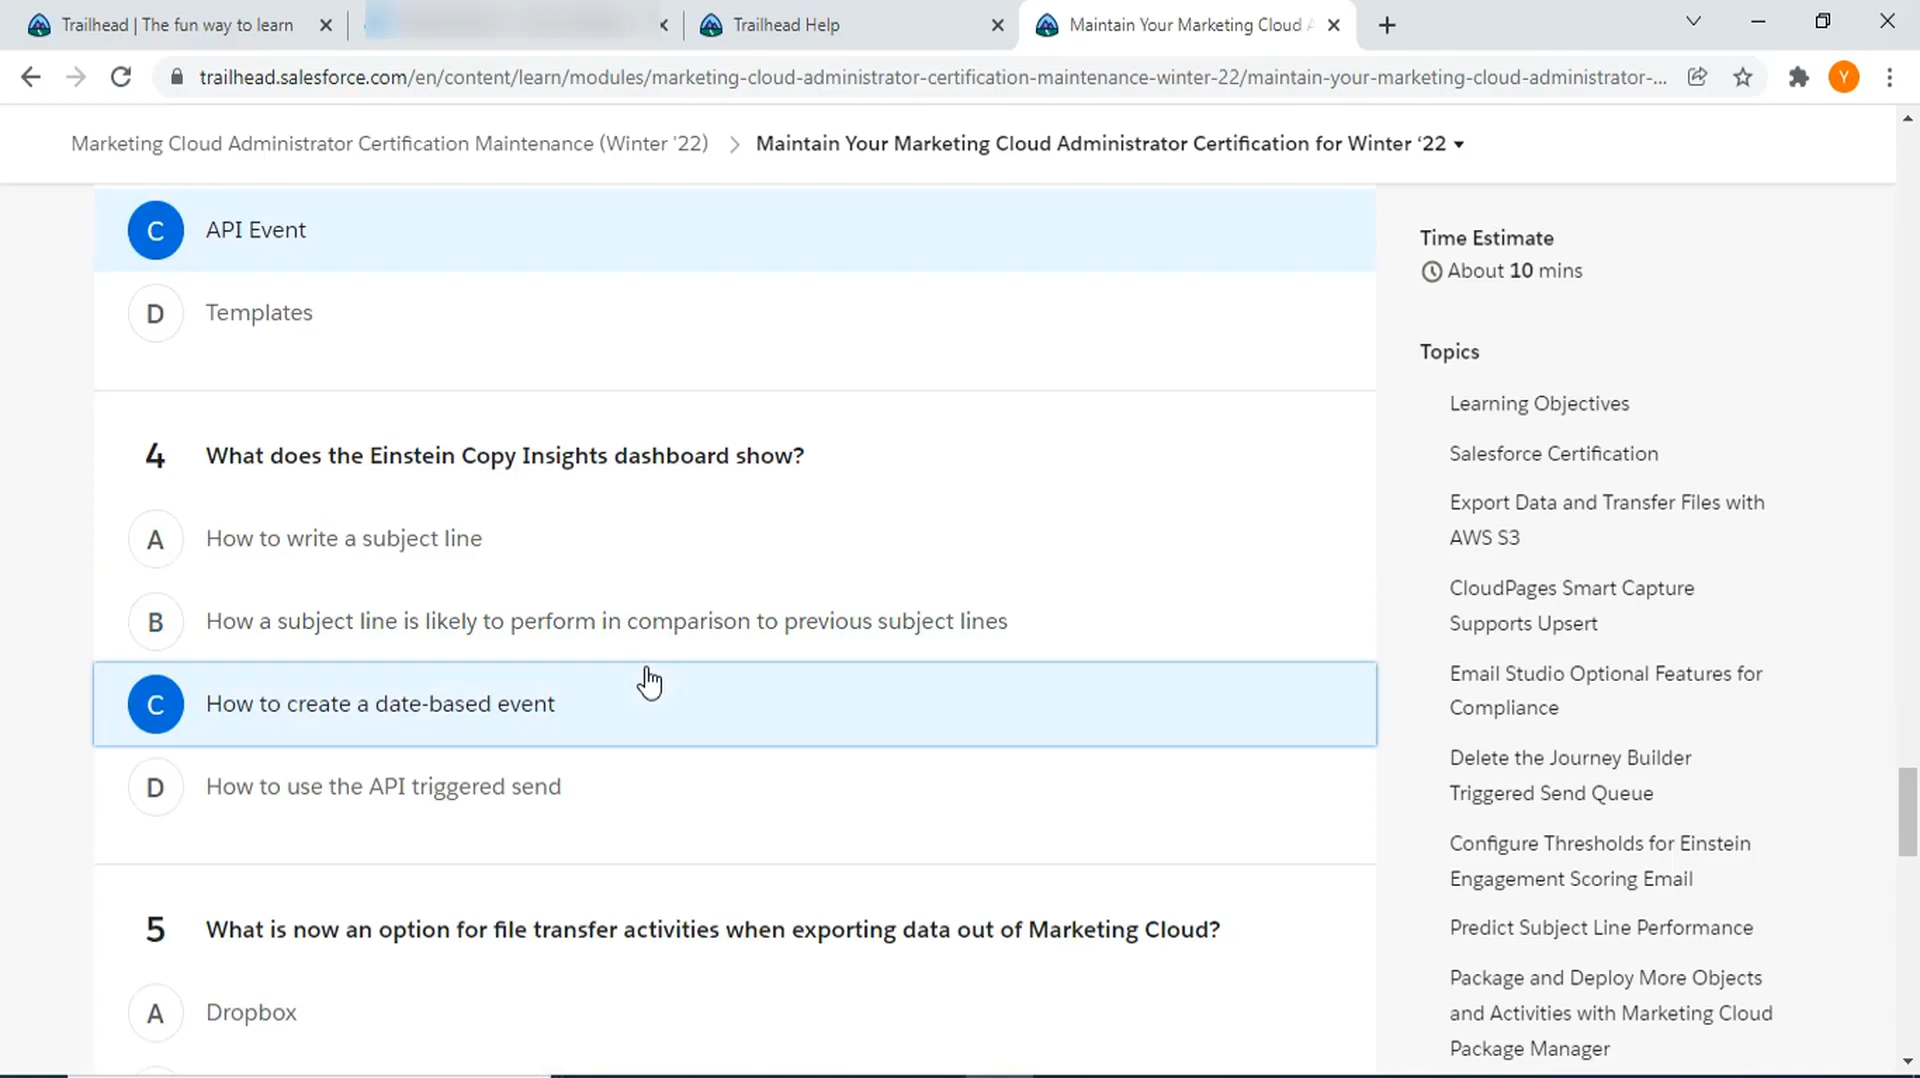 Trailhead | The fun way to learn
Trailhead Help
Maintain Your Marketing Cloud A
trailhead.salesforce.com/en/content/learn/modules/marketing-cloud-administrator-certification-maintenance-winter-22/maintain-your-marketing-cloud-administrator-...
Y
Marketing Cloud Administrator Certification Maintenance (Winter '22)
Maintain Your Marketing Cloud Administrator Certification for Winter ‘22
C API Event
D Templates
4 What does the Einstein Copy Insights dashboard show?
A How to write a subject line
B How a subject line is likely to perform in comparison to previous subject lines
C How to create a date-based event
D How to use the API triggered send
5 What is now an option for file transfer activities when exporting data out of Marketing Cloud?
A Dropbox
Time Estimate
About 10 mins
Topics
Learning Objectives
Salesforce Certification
Export Data and Transfer Files with
AWS S3
CloudPages Smart Capture
Supports Upsert
Email Studio Optional Features for
Compliance
Delete the Journey Builder
Triggered Send Queue
Configure Thresholds for Einstein
Engagement Scoring Email
Predict Subject Line Performance
Package and Deploy More Objects
and Activities with Marketing Cloud
Package Manager